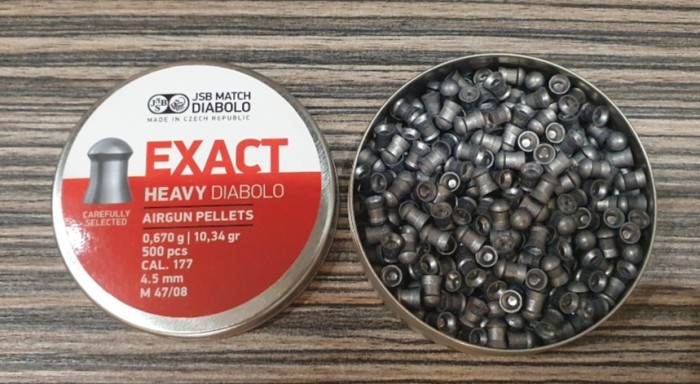 JSB
JSB MATCH
DIABOLO
MADE IN CZECH REPUBLIC
EXACT
HEAVY DIABOLO
CAREFULLY
SELECTED
AIRGUN PELLETS
0,670 g | 10,34 gr
500 pcs
CAL. 177
4.5 mm
M 47/08